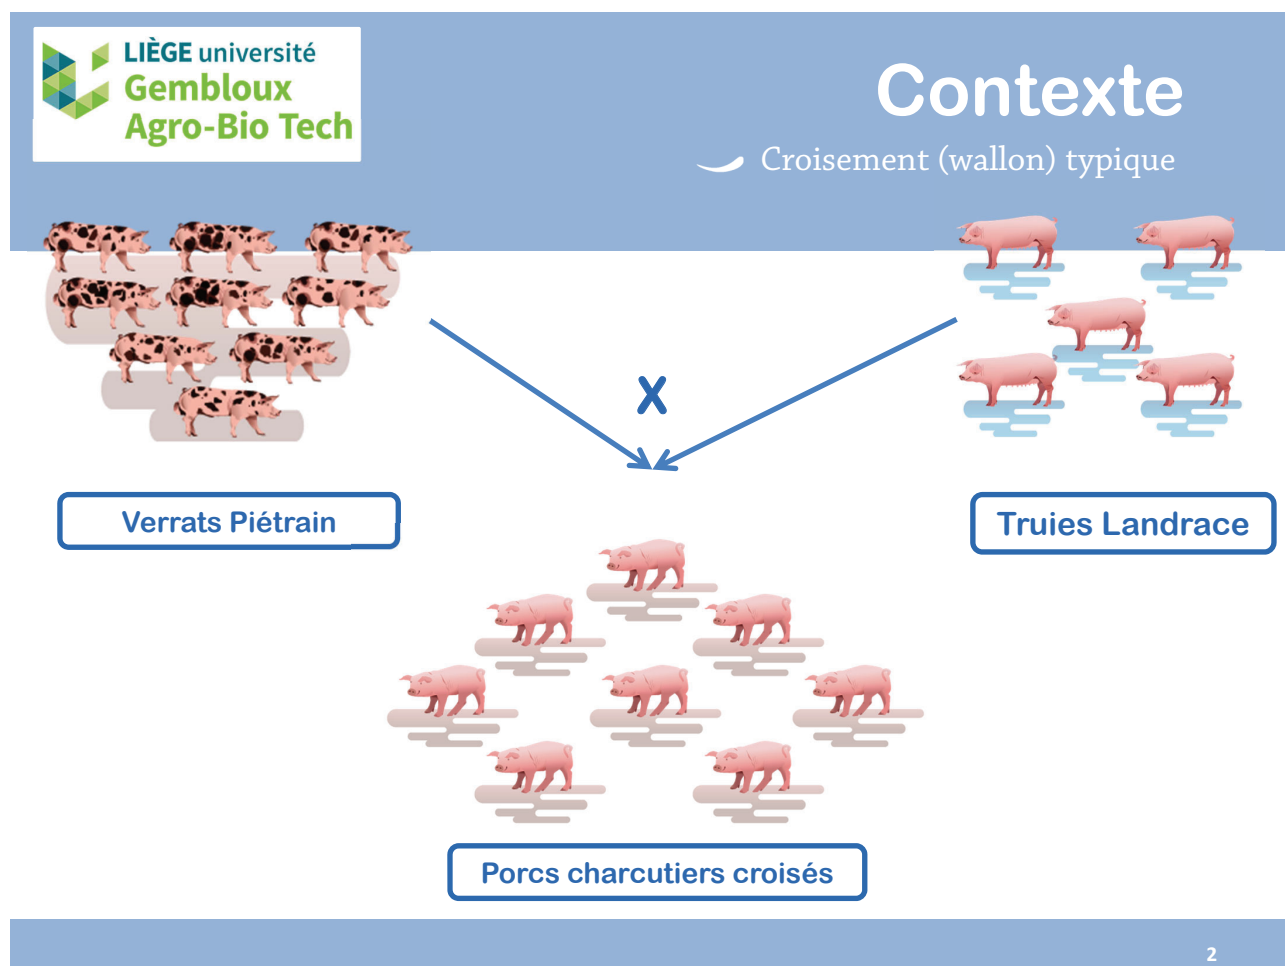 LIÈGE université
Gembloux
Agro-Bio Tech
Contexte
Croisement (wallon) typique
X
Verrats Piétrain
Truies Landrace
Porcs charcutiers croisés
2